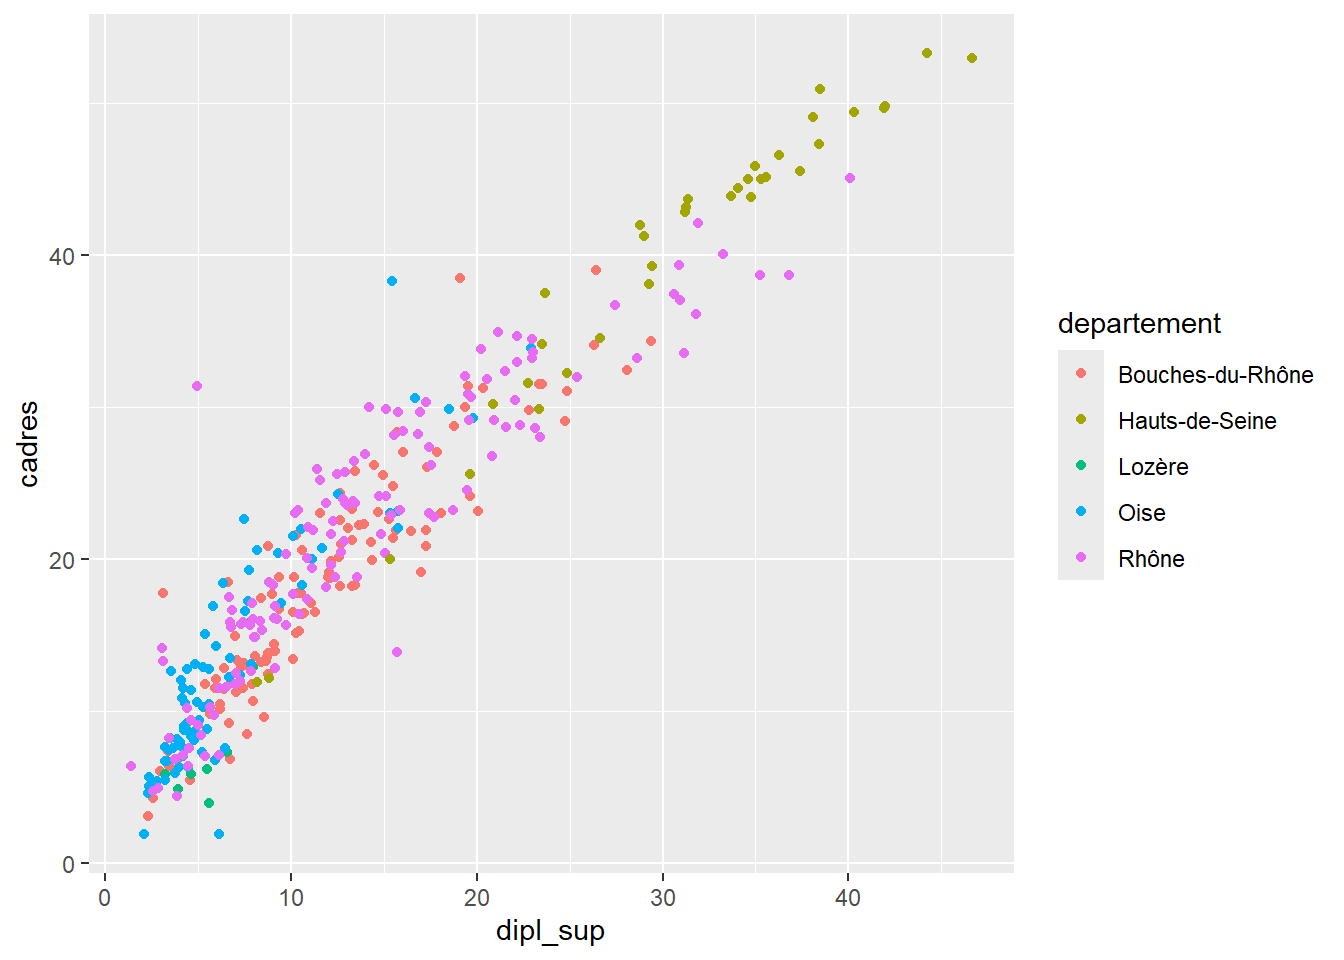 cadres
40
20
0
0 10 20 30 40
dipl_sup
departement
Bouches-du-Rhône
Hauts-de-Seine
Lozère
Oise
Rhône